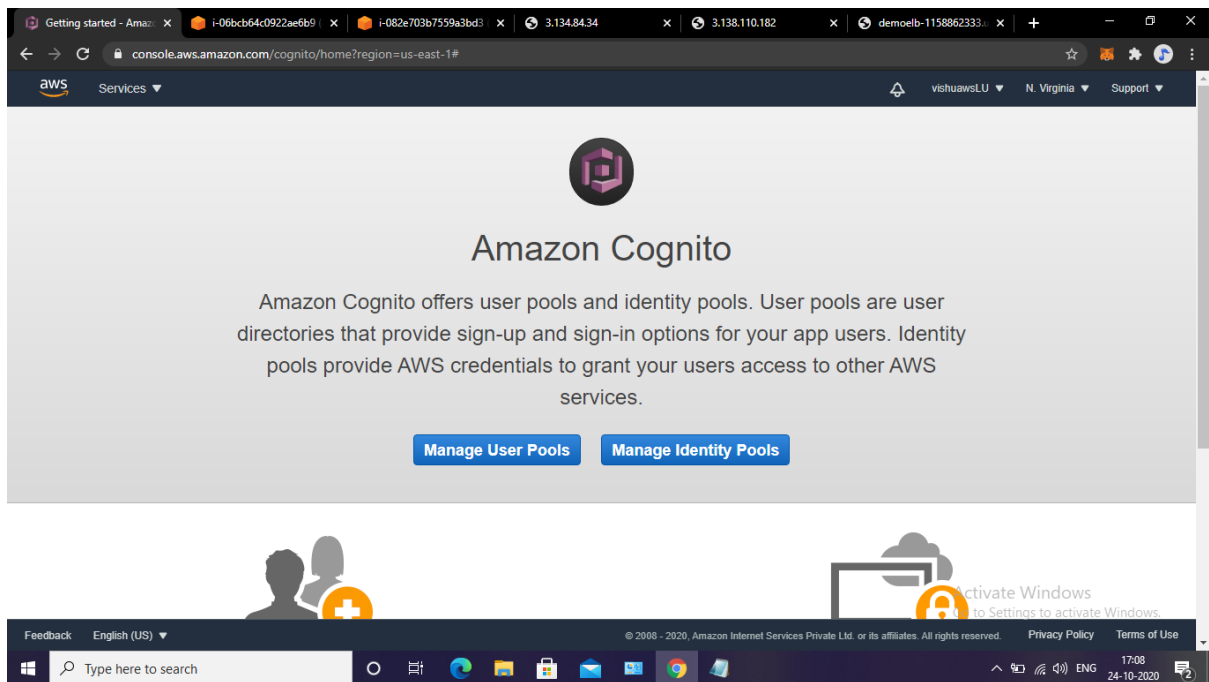 Getting started - Amaz
i-06bcb64c0922ae6b9 (
i-082e703b7559a3bd3 (
3.134.84.34
3.138.110.182
demoelb-1158862333.u
console.aws.amazon.com/cognito/home?region=us-east-1#
aws
Services
vishuawsLU
N. Virginia
Support
Amazon Cognito
Amazon Cognito offers user pools and identity pools. User pools are user
directories that provide sign-up and sign-in options for your app users. Identity
pools provide AWS credentials to grant your users access to other AWS
services.
Manage User Pools
Manage Identity Pools
Activate Windows
to Settings to activate Windows.
Feedback
English (US)
© 2008 - 2020, Amazon Internet Services Private Ltd. or its affiliates. All rights reserved.
Privacy Policy
Terms of Use
Type here to search
ENG
17:08
24-10-2020
2